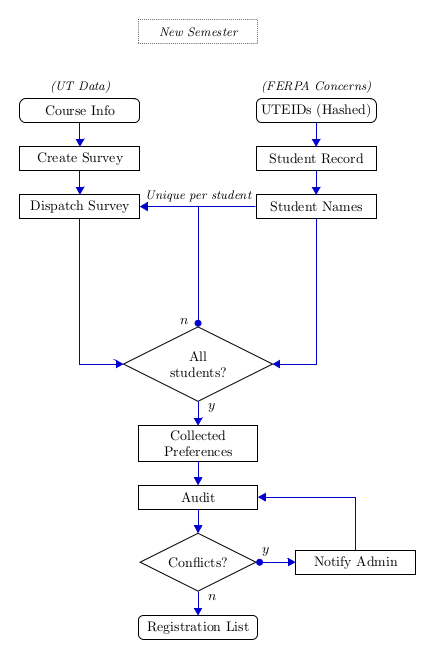 New Semester
(UT Data)
(FERPA Concerns)
Course Info
UTEIDs (Hashed)
Create Survey
Student Record
Unique per student
Dispatch Survey
Student Names
n
All
students?
y
Collected
Preferences
Audit
Conflicts?
y
Notify Admin
n
Registration List